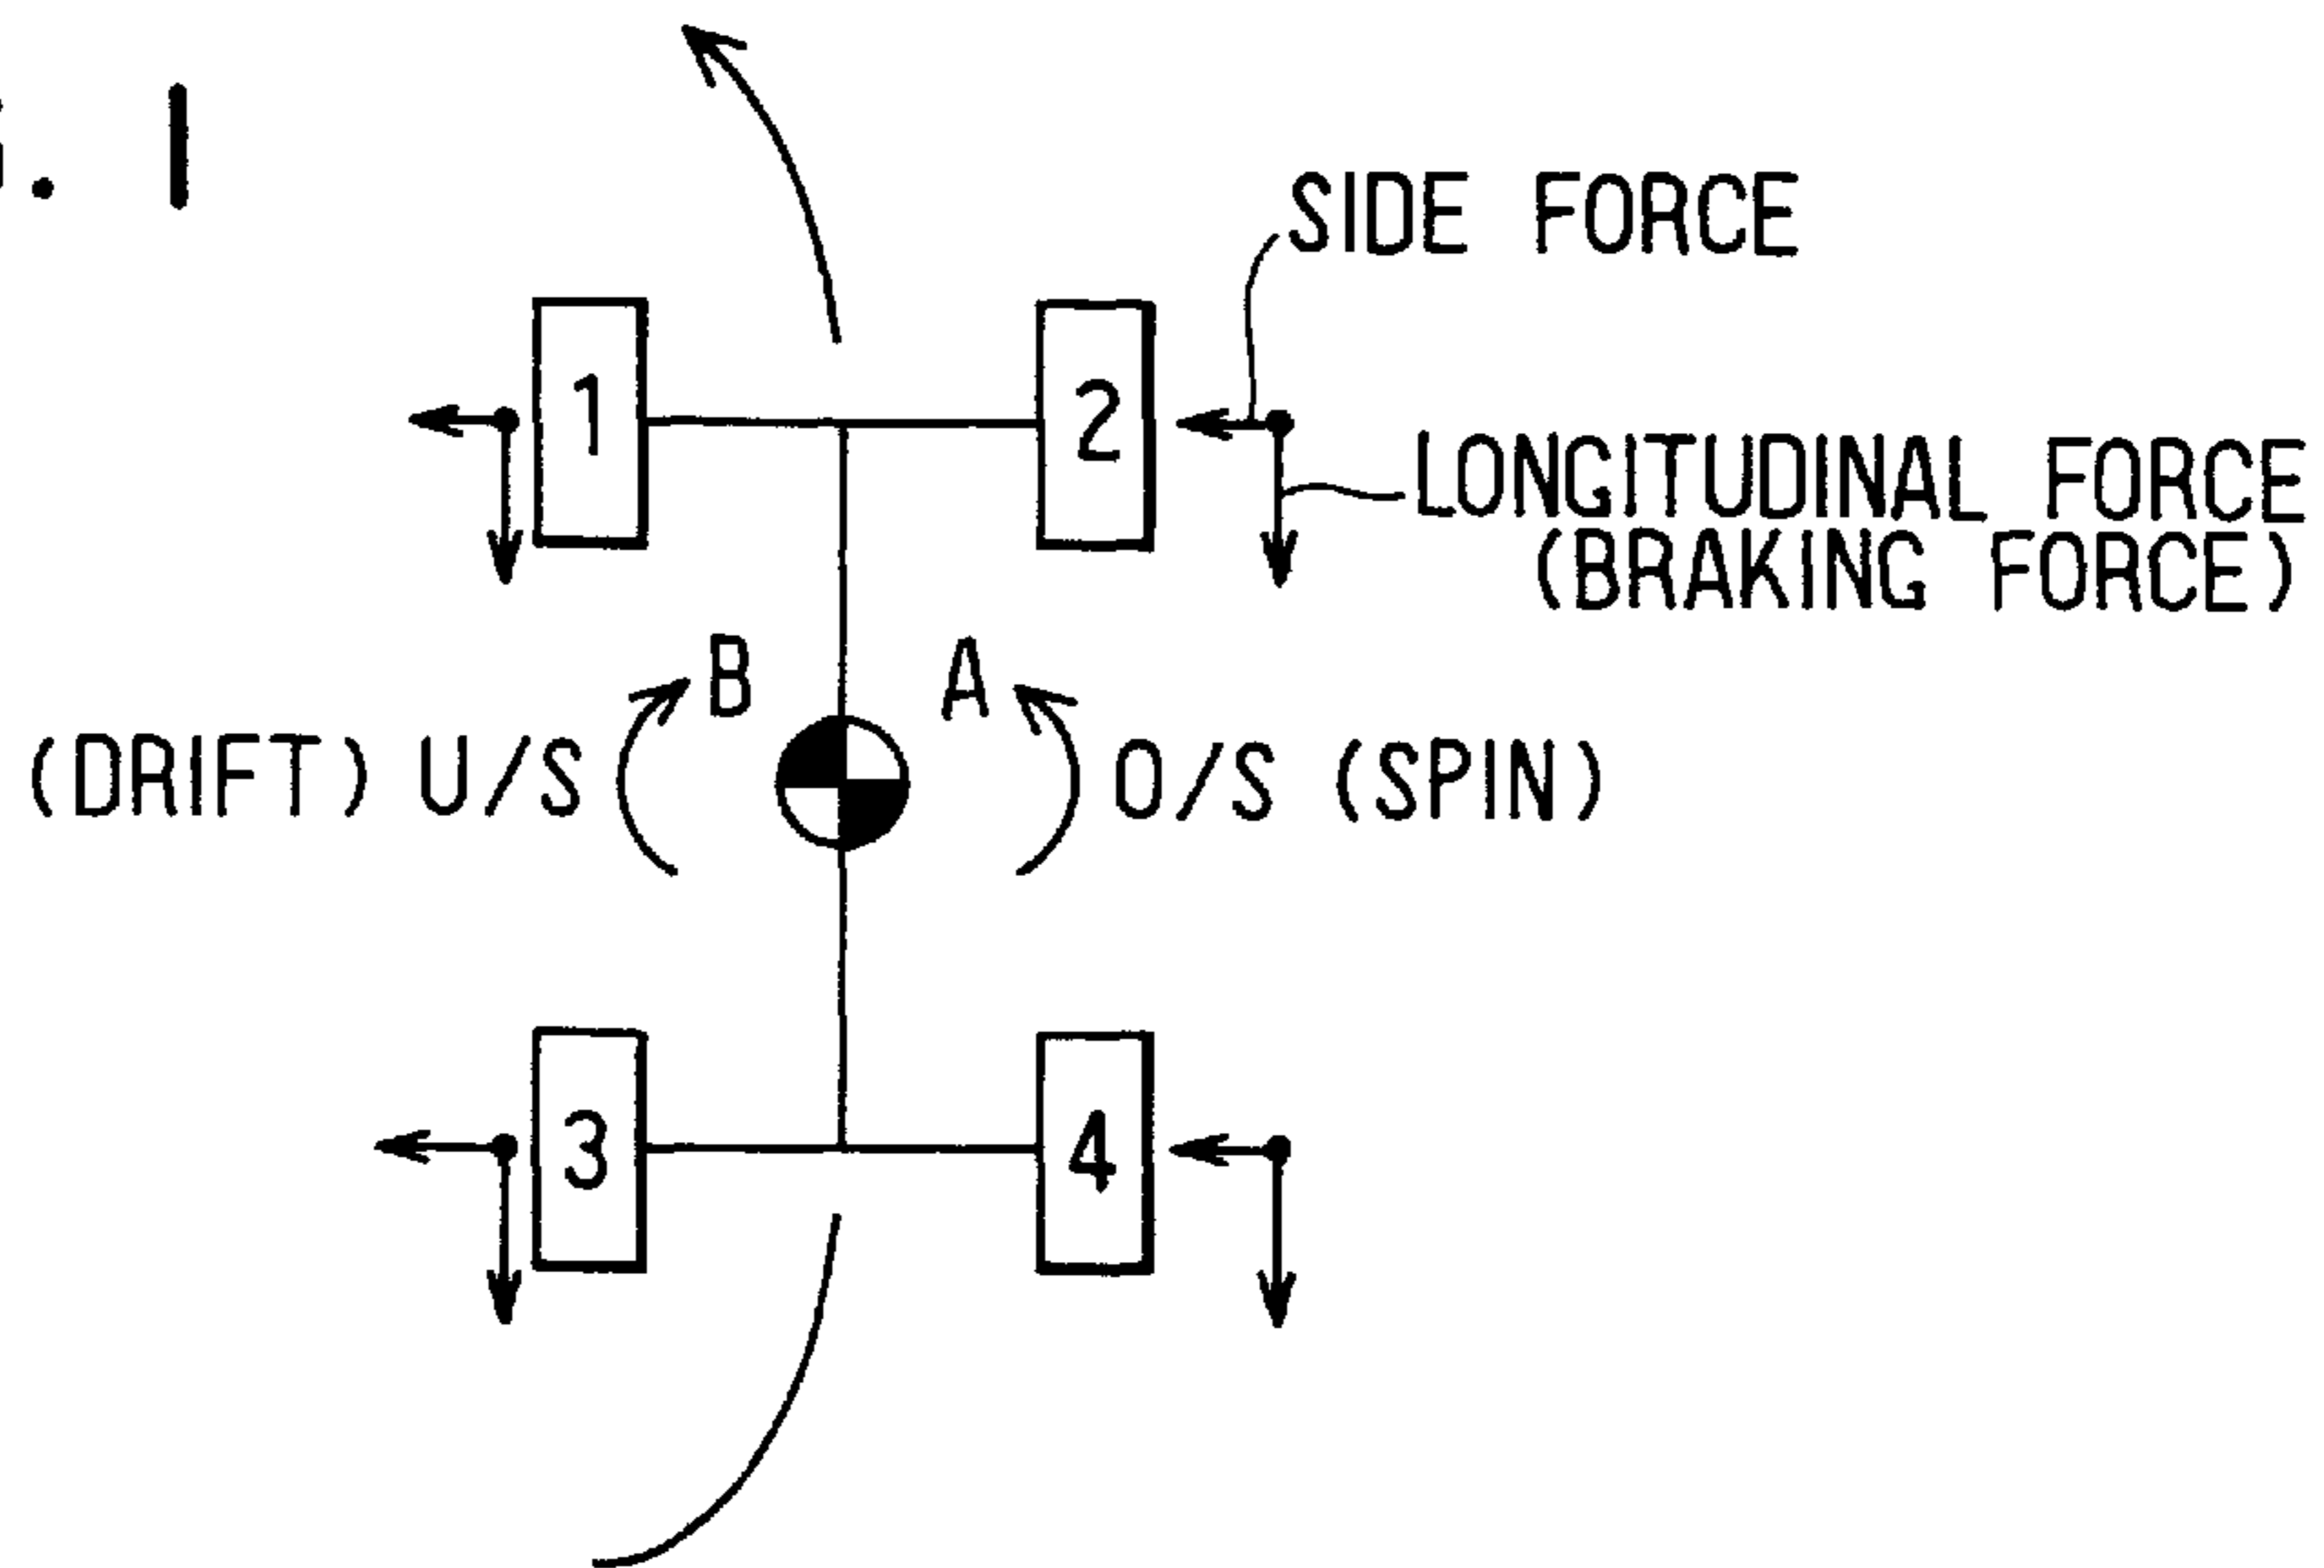 . 1
SIDE FORCE
1
2
LONGITUDINAL FORCE
(BRAKING FORCE)
B
A
(DRIFT) U/S
O/S (SPIN)
3
4